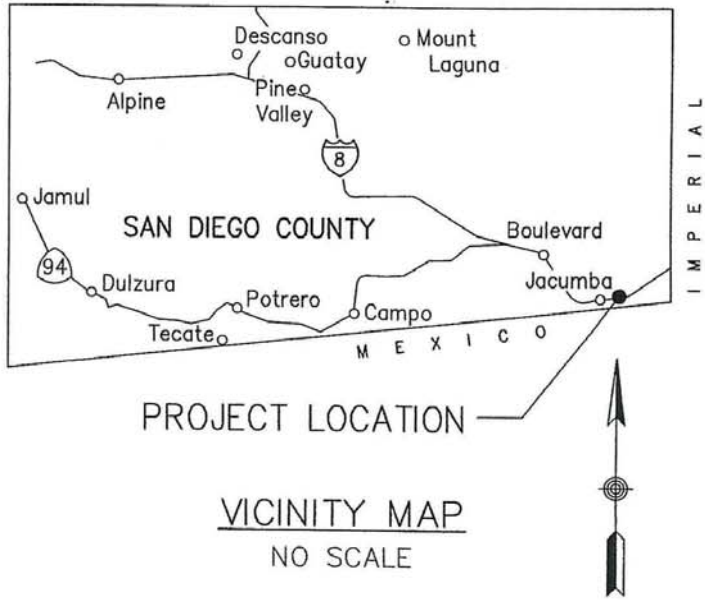 Descanso
Guatay
Mount
Laguna
Alpine
Pine
Valley
8
IMPERIAL
Jamul
SAN DIEGO COUNTY
Boulevard
94
Dulzura
Jacumba
Potrero
Campo
Tecate
MEXICO
PROJECT LOCATION
VICINITY MAP
NO SCALE